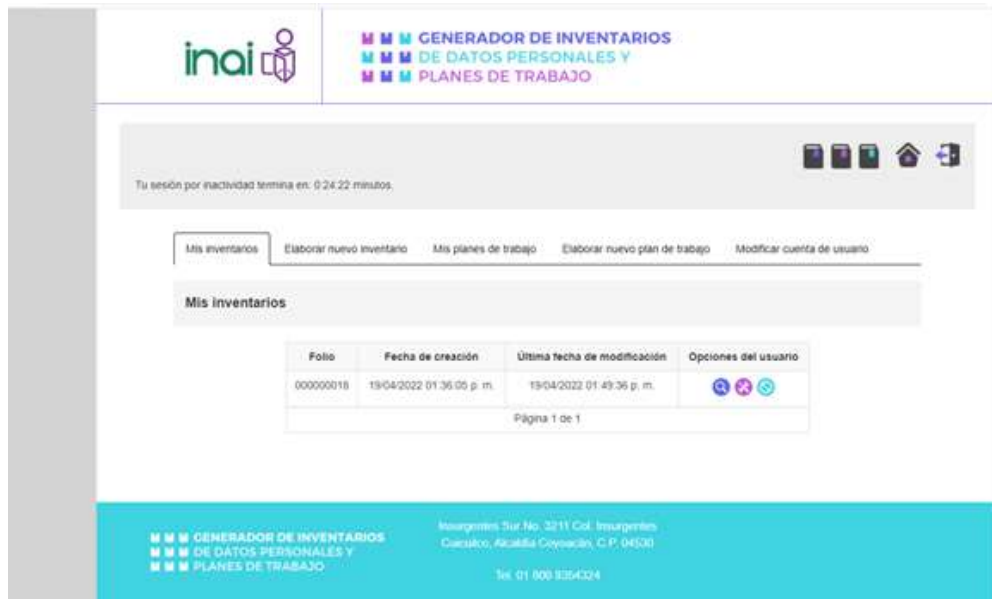 inai
GENERADOR DE INVENTARIOS
DE DATOS PERSONALES Y
PLANES DE TRABAJO
Tu sesión por inactividad termina en: 0:24:22 minutos.
Mis inventarios Elaborar nuevo inventario Mis planes de trabajo Elaborar nuevo plan de trabajo Modificar cuenta de usuario
Mis inventarios
Folio Fecha de creación Última fecha de modificación Opciones del usuario
000000018 19/04/2022 01:36:05 p. m. 19/04/2022 01:49:36 p. m.
Página 1 de 1
GENERADOR DE INVENTARIOS
DE DATOS PERSONALES Y
PLANES DE TRABAJO
Insurgentes Sur No. 3211 Col. Insurgentes
Cuicuilco, Alcaldía Coyoacán, C.P. 04530
Tel. 01 800 8354324